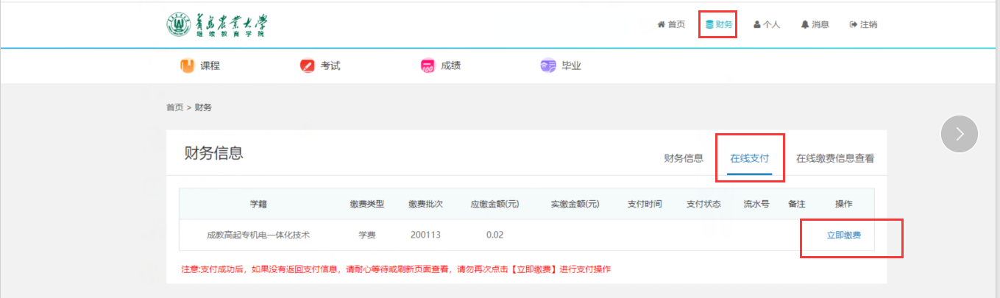 青岛农业大学
继续教育学院
首页 财务 个人 消息 注销
课程 考试 100 成绩 毕业
首页 > 财务
财务信息
财务信息 在线支付 在线缴费信息查看
学籍 缴费类型 缴费批次 应缴金额(元) 实缴金额(元) 支付时间 支付状态 流水号 备注 操作
成教高起专机电一体化技术 学费 200113 0.02 立即缴费
注意:支付成功后，如果没有返回支付信息，请耐心等待或刷新页面查看，请勿再次点击【立即缴费】进行支付操作